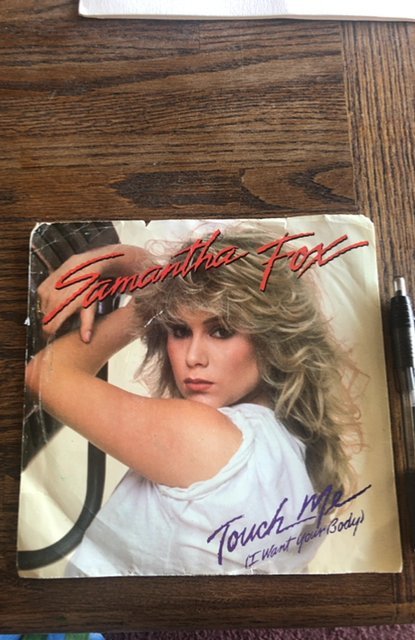 Samantha Fox
Touch Me
(I Want Your Body)